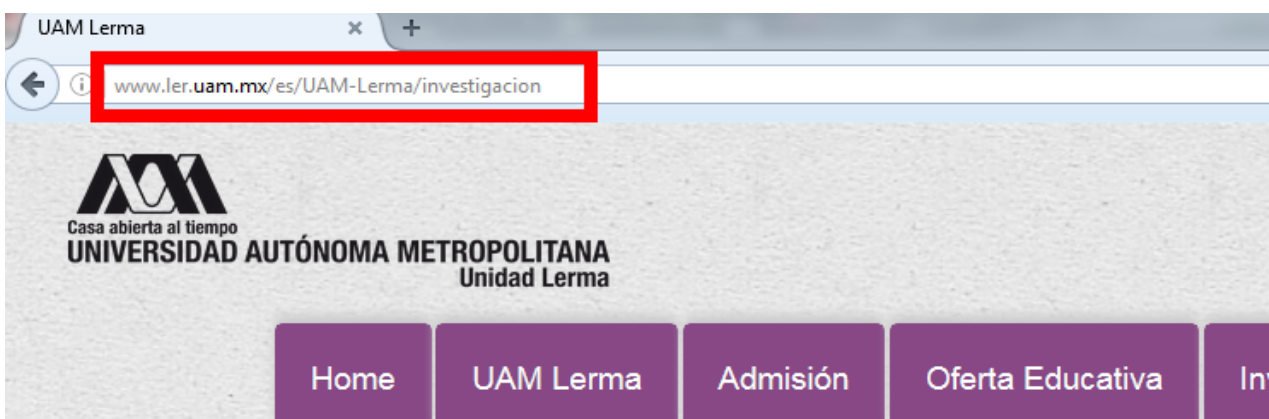 UAM Lerma
www.ler.uam.mx/es/UAM-Lerma/investigacion
Casa abierta al tiempo
UNIVERSIDAD AUTÓNOMA METROPOLITANA
Unidad Lerma
Home UAM Lerma Admisión Oferta Educativa